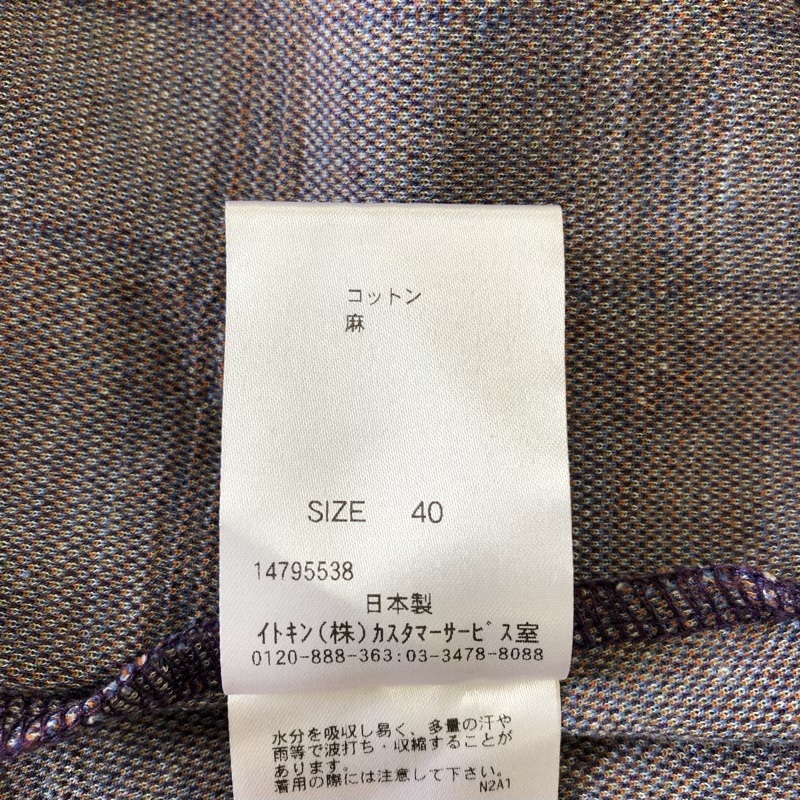 コットン
麻
SIZE 40
14795538
日本製
イトキン(株)カスタマーサービス室
0120-888-363:03-3478-8088
水分を吸収し易く、多量の汗や
雨等で波打ち・収縮することが
あります。
着用の際には注意して下さい。
N2A1